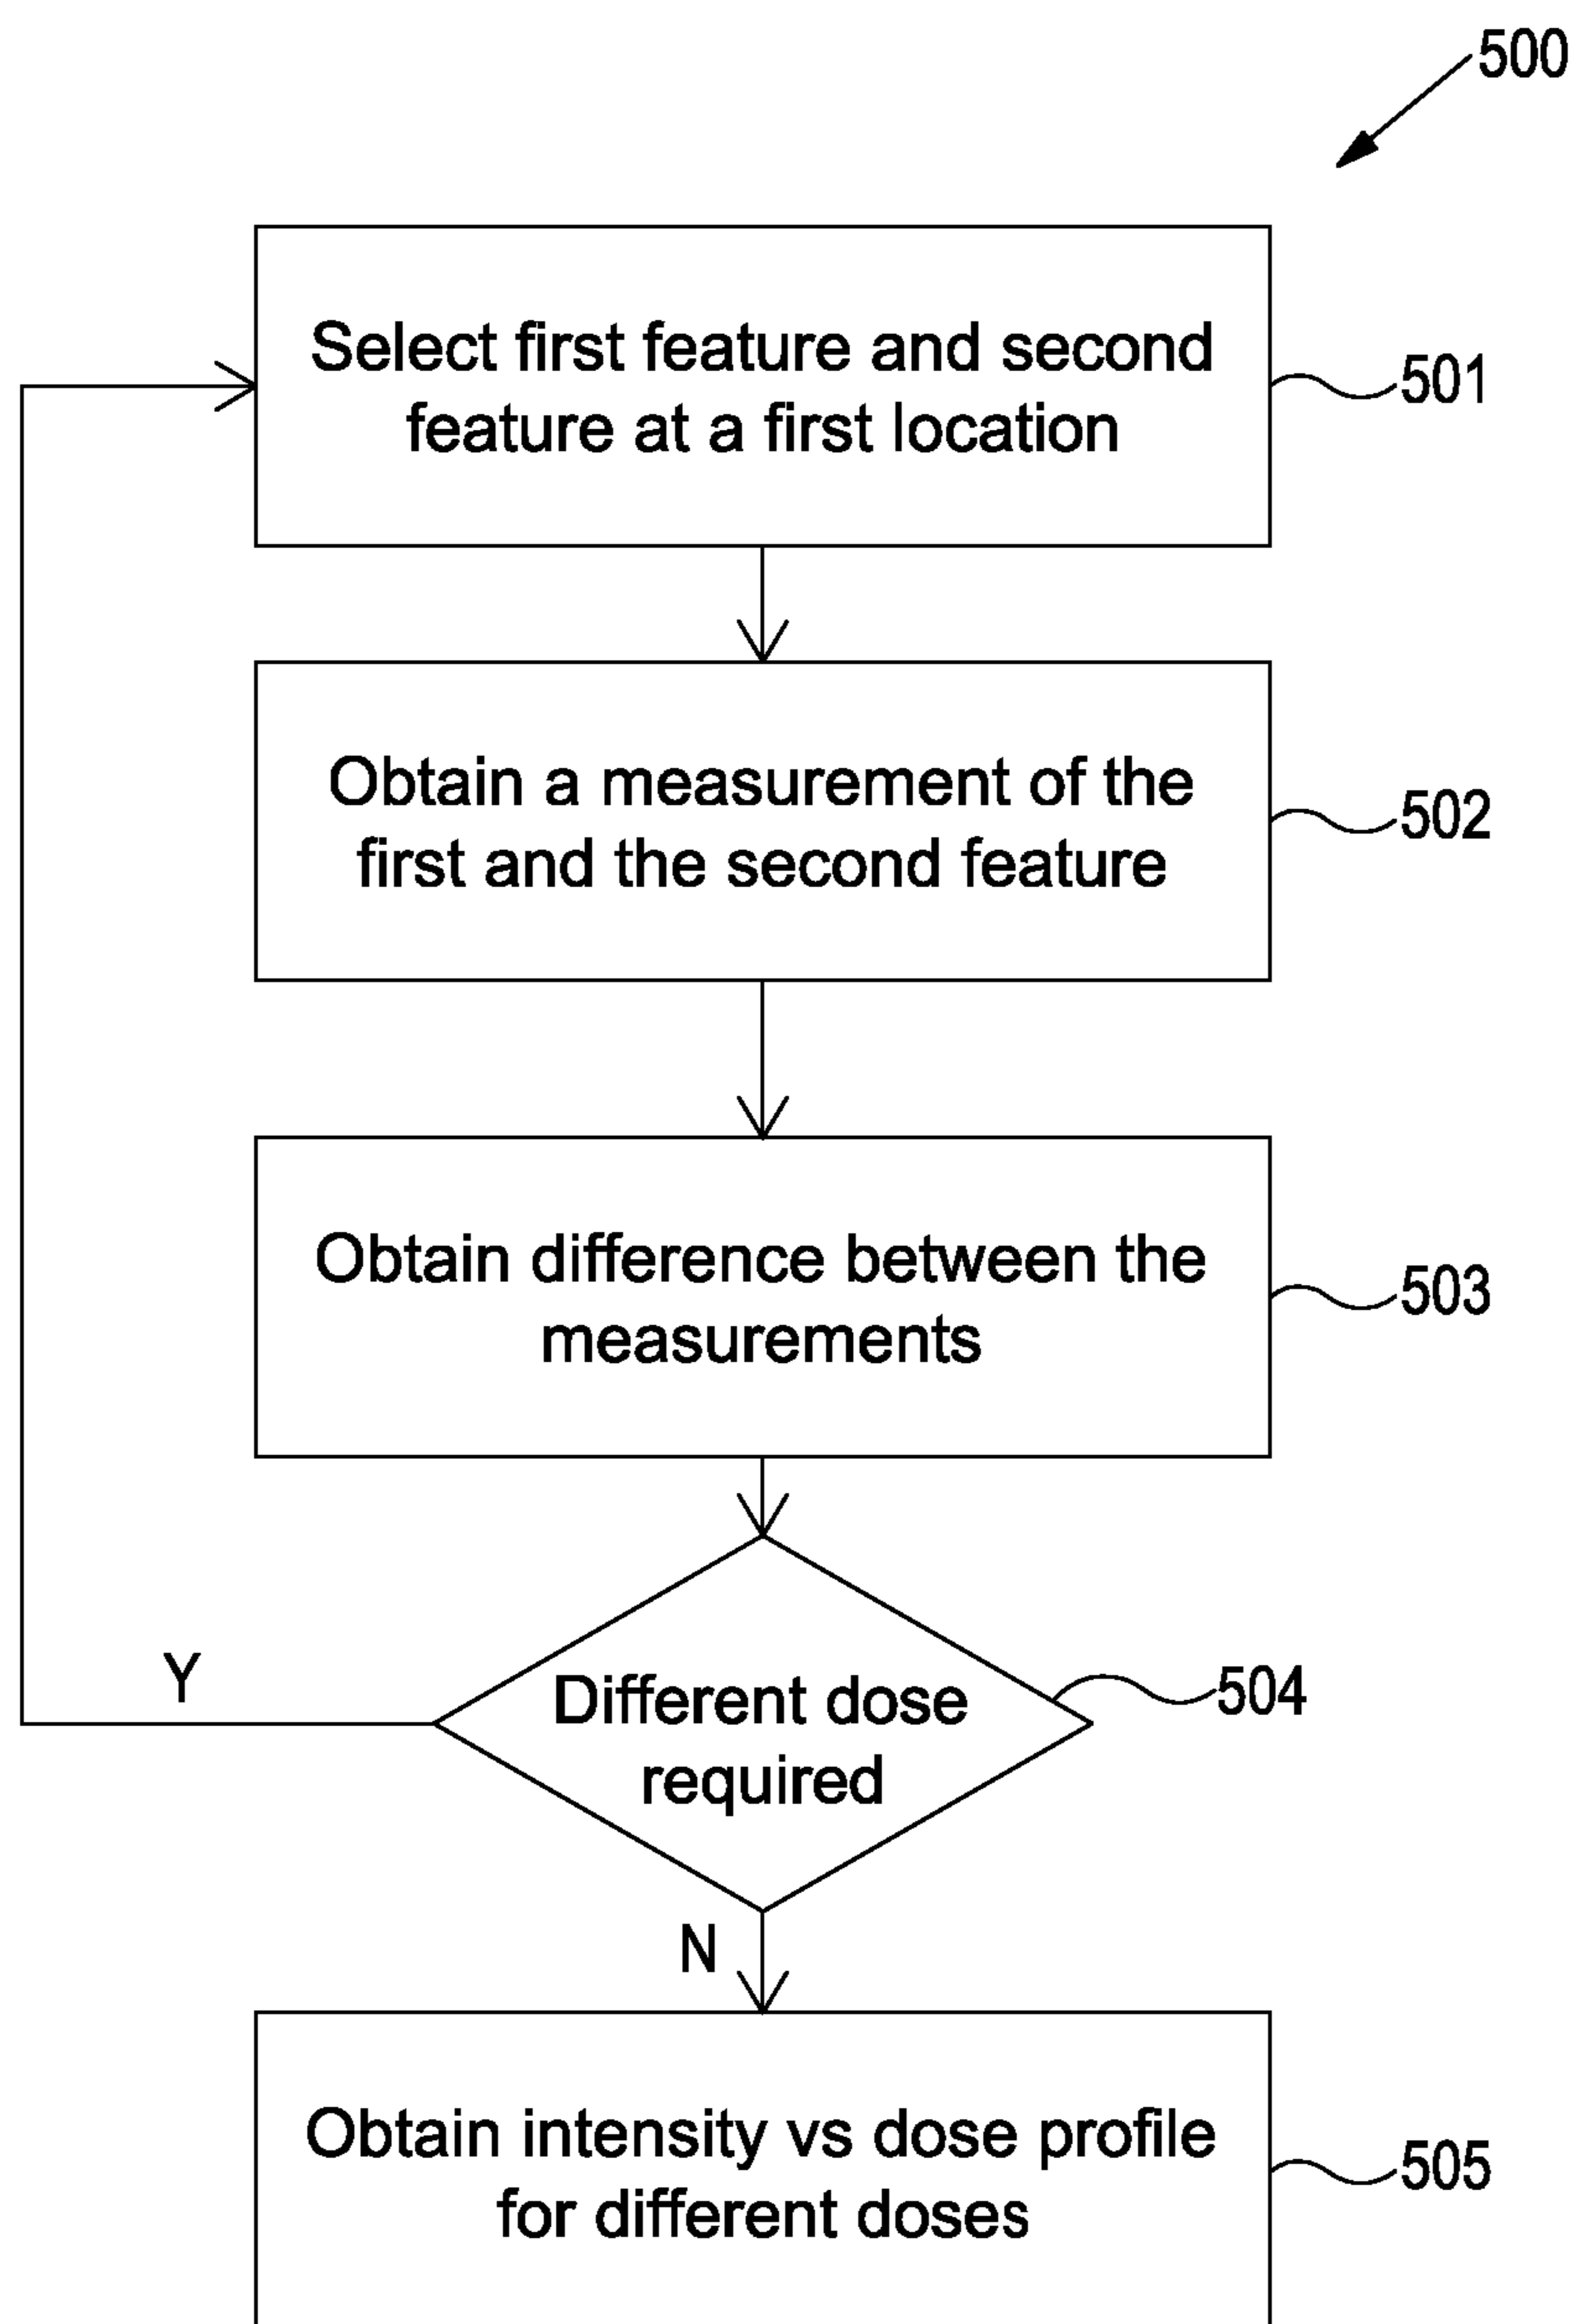 500
Select first feature and second
feature at a first location
501
Obtain a measurement of the
first and the second feature
502
Obtain difference between the
measurements
503
Y
Different dose
required
504
N
Obtain intensity vs dose profile
for different doses
505